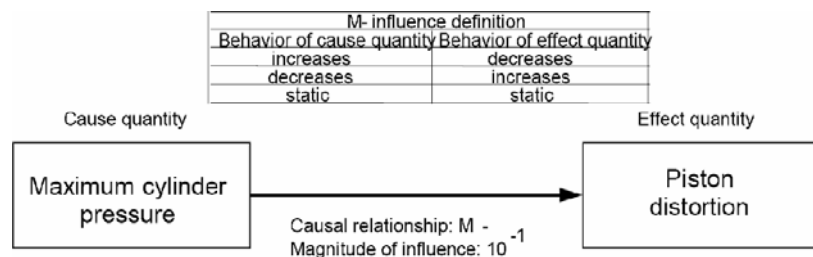 M- influence definition
Behavior of cause quantity Behavior of effect quantity
increases decreases
decreases increases
static static
Cause quantity Effect quantity
Maximum cylinder
pressure
Piston
distortion
Causal relationship: M -
Magnitude of influence: 10 -1